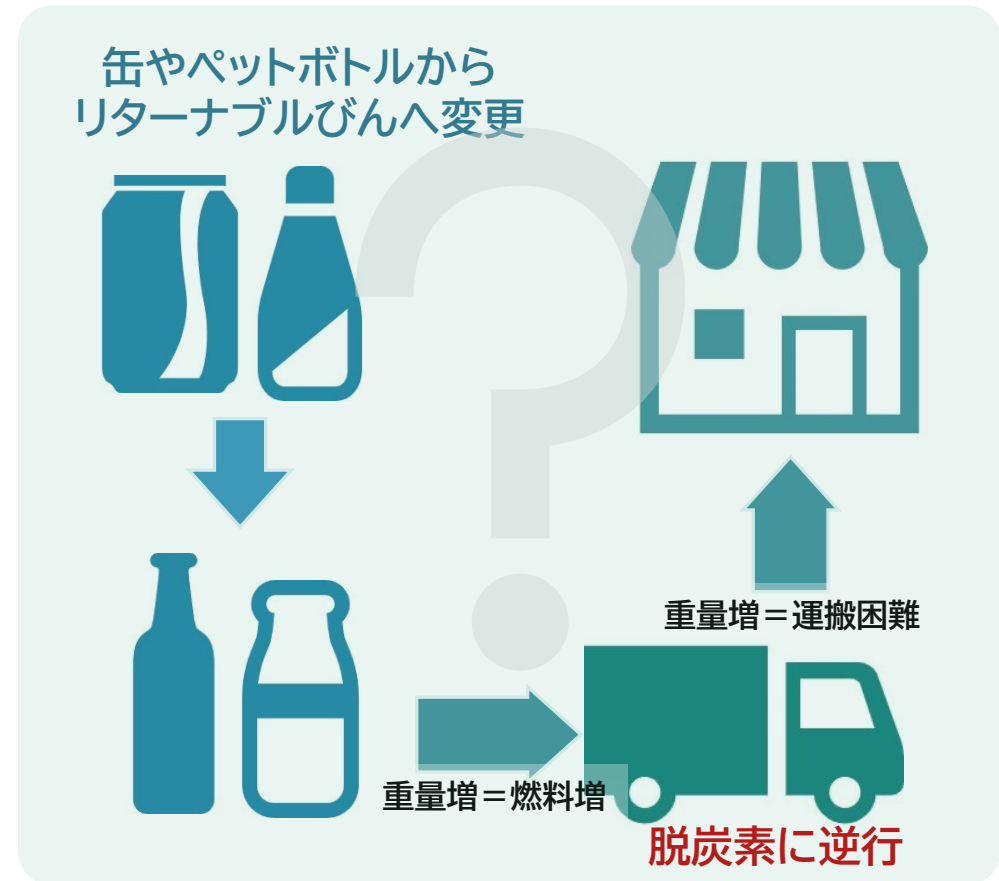 缶やペットボトルから
リターナブルびんへ変更
重量増＝運搬困難
重量増＝燃料増
脱炭素に逆行
？